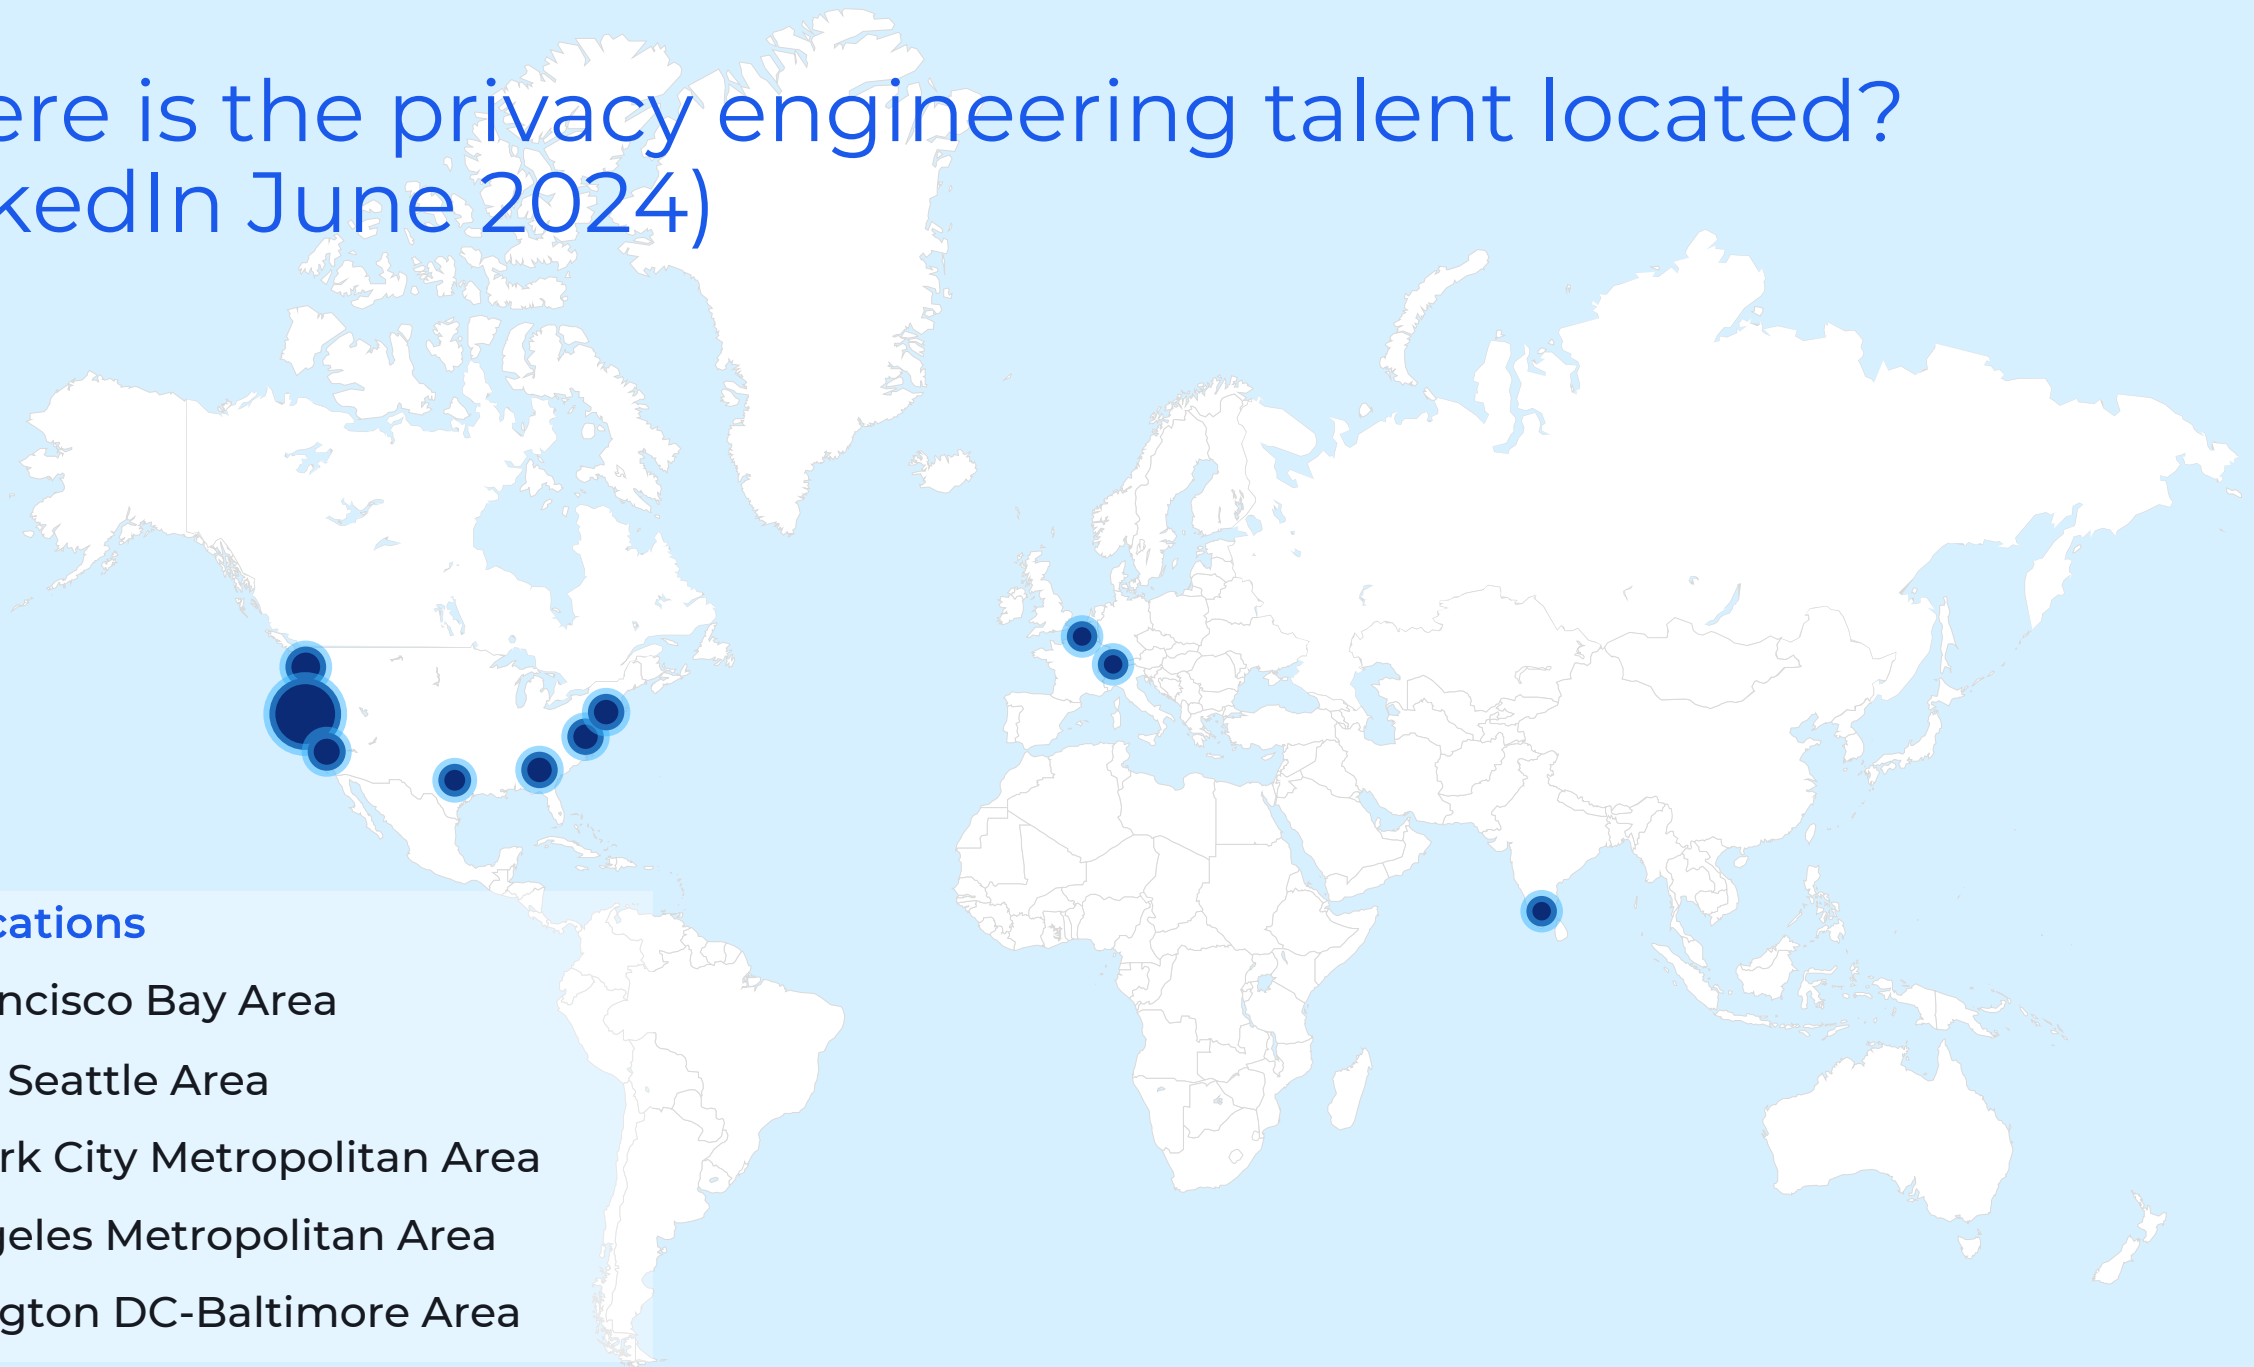 ere is the privacy engineering talent located?
kedIn June 2024)
cations
ncisco Bay Area
Seattle Area
rk City Metropolitan Area
geles Metropolitan Area
gton DC-Baltimore Area